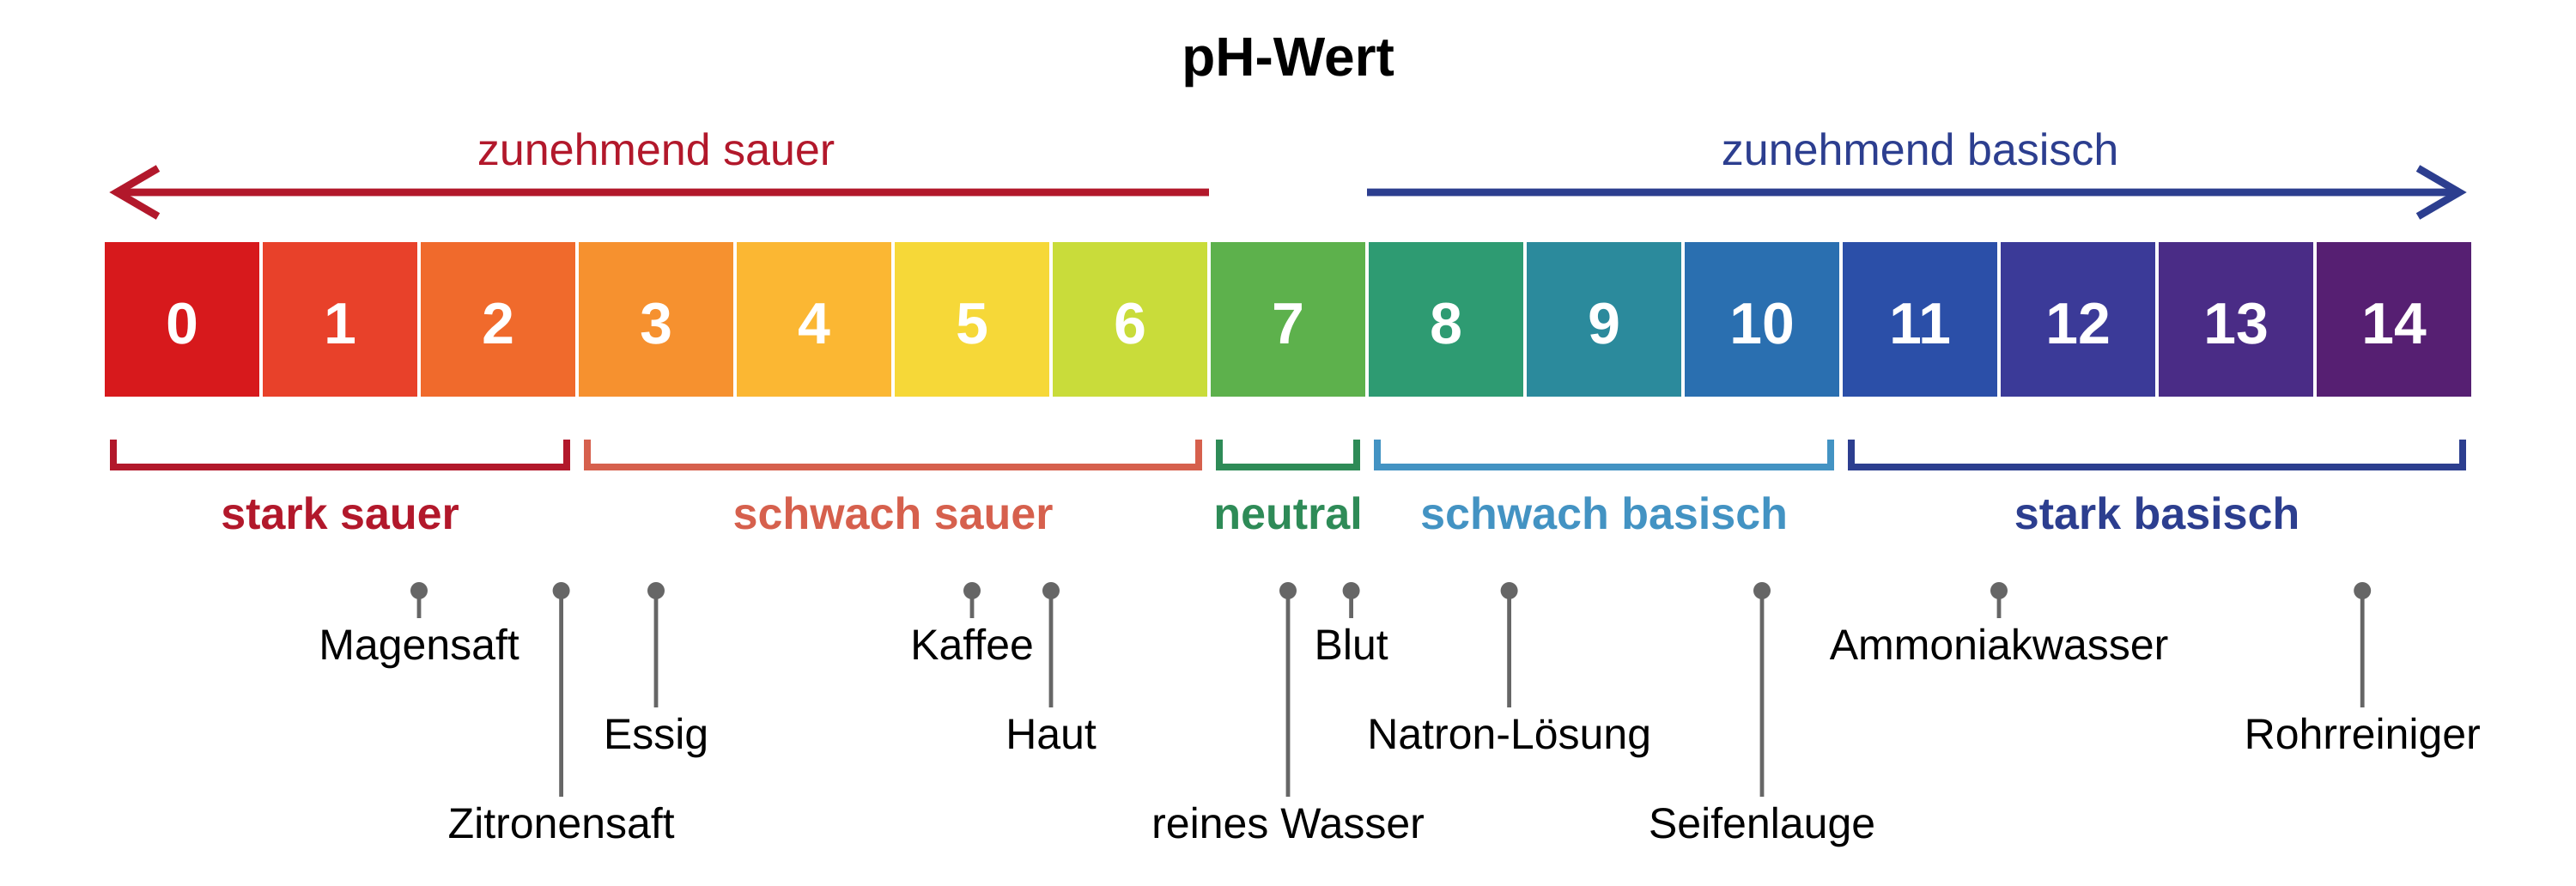 pH-Wert
zunehmend sauer
zunehmend basisch
0 1 2 3 4 5 6 7 8 9 10 11 12 13 14
stark sauer
schwach sauer
neutral
schwach basisch
stark basisch
Magensaft
Kaffee
Blut
Ammoniakwasser
Essig
Haut
Natron-Lösung
Rohrreiniger
Zitronensaft
reines Wasser
Seifenlauge